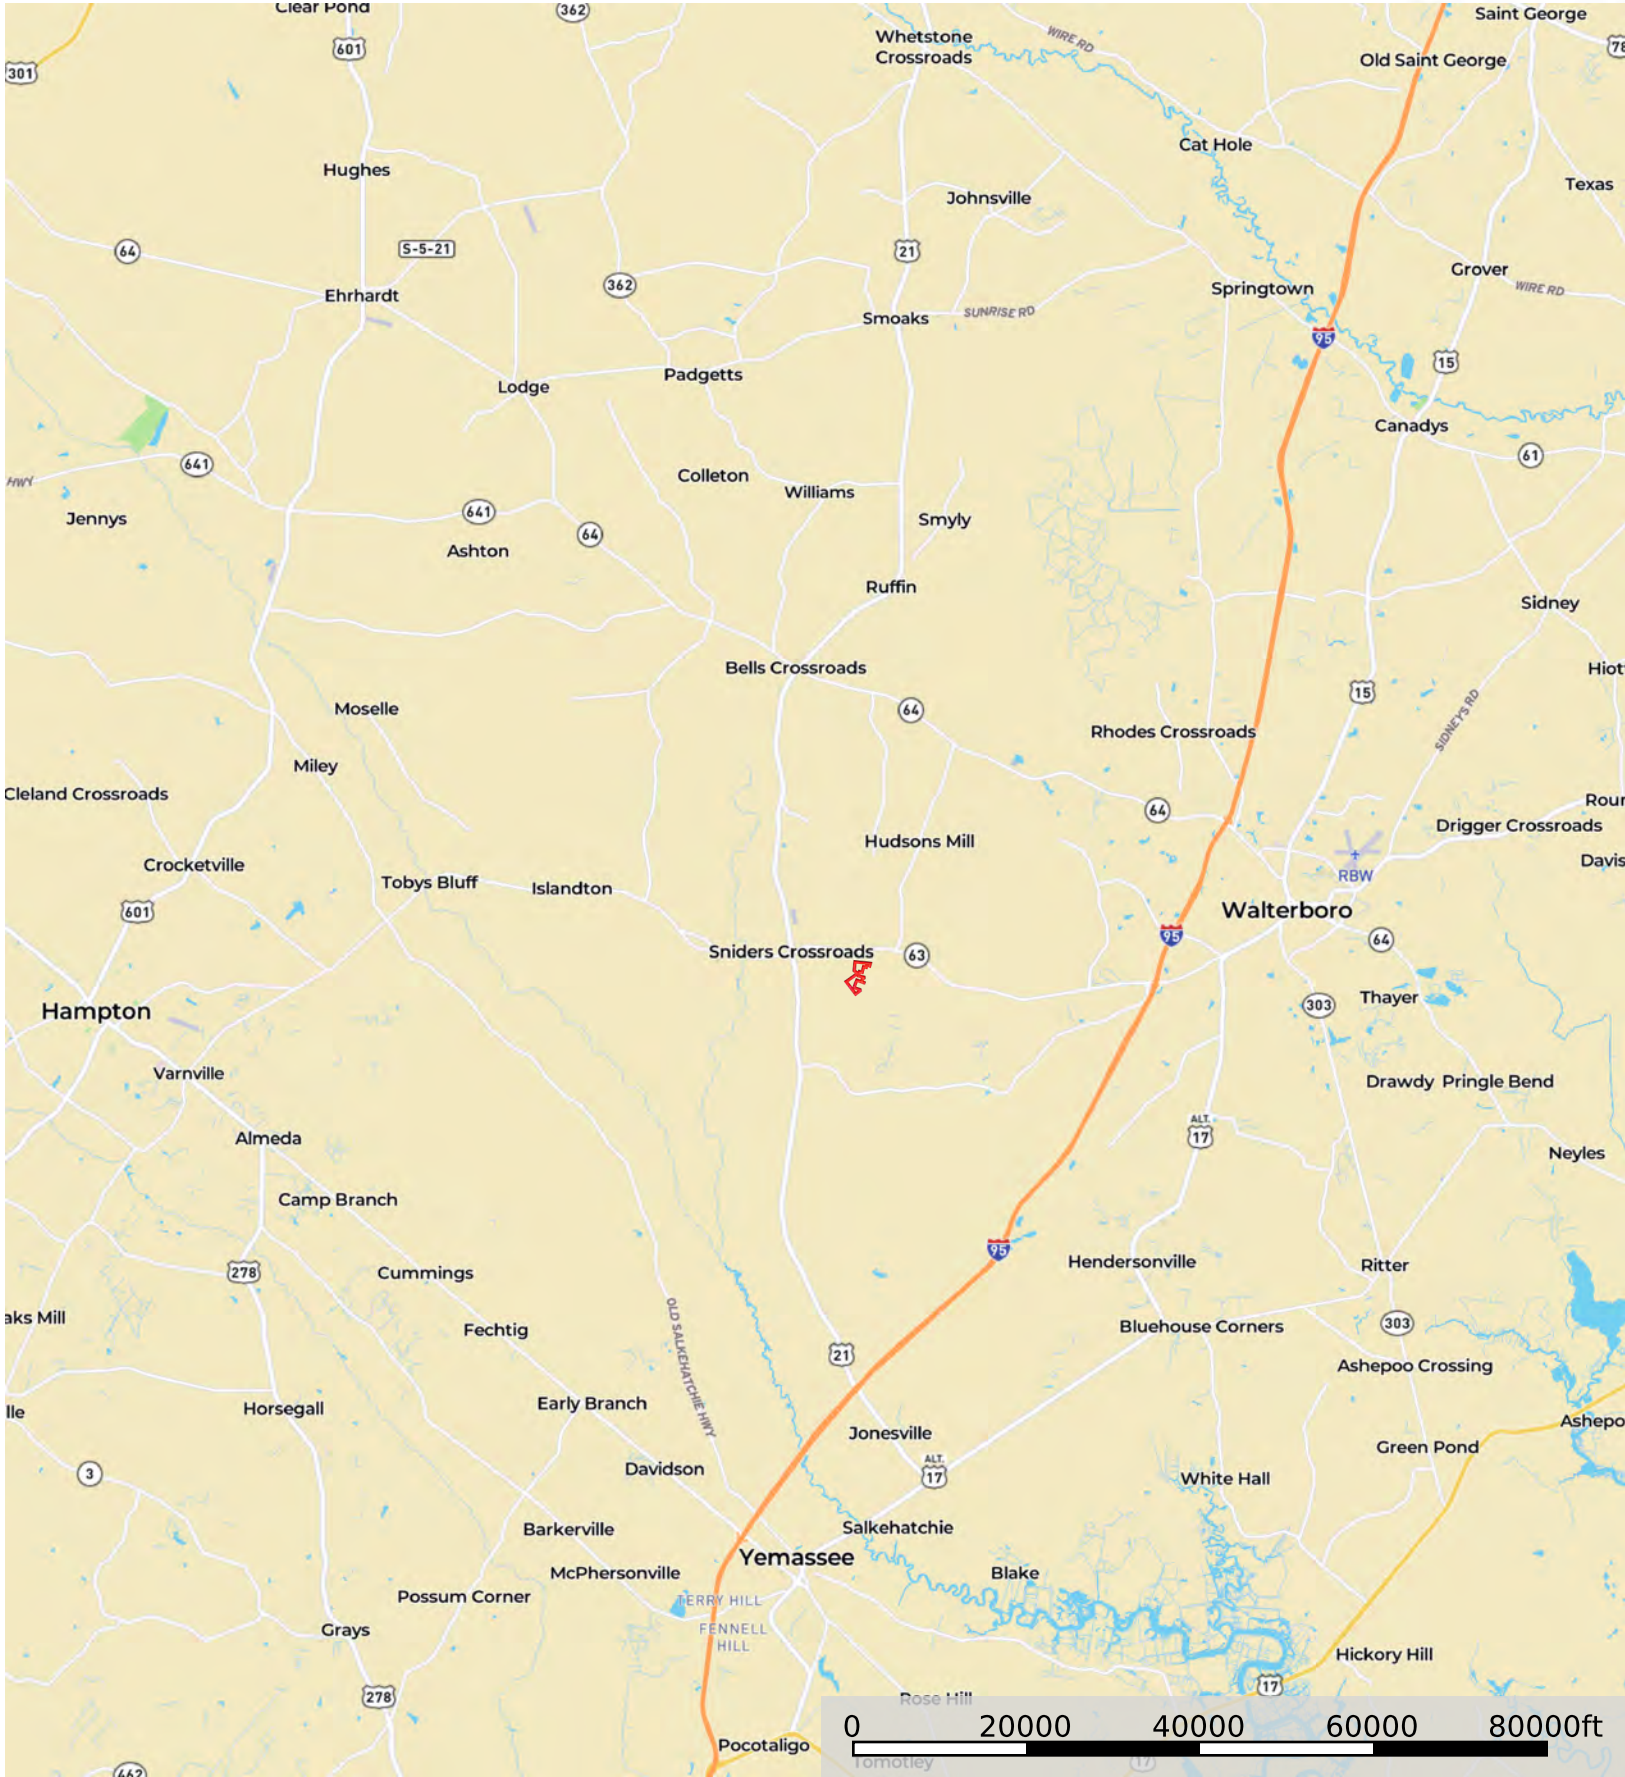 Clear Pond
362
Saint George
Whetstone
Crossroads
WIRE RD
601
301
78
Old Saint George
Cat Hole
Hughes
Texas
Johnsville
64
S-5-21
21
Grover
362
Springtown
WIRE RD
Ehrhardt
Smoaks
SUNRISE RD
95
15
Padgetts
Lodge
Canadys
61
641
HWY
Colleton
Williams
641
Jennys
Smyly
64
Ashton
Ruffin
Sidney
Bells Crossroads
Hiot
15
Moselle
64
SIDNEYS RD
Rhodes Crossroads
Miley
Cleland Crossroads
Rour
64
Drigger Crossroads
Hudsons Mill
Crocketville
Davis
RBW
Tobys Bluff
Islandton
601
Walterboro
95
64
Sniders Crossroads
63
Thayer
303
Hampton
Varnville
Drawdy
Pringle Bend
ALT.
17
Almeda
Neyles
Camp Branch
95
Hendersonville
Ritter
278
Cummings
aks Mill
Fechtig
OLD SALKEHATCHIE HWY
Bluehouse Corners
303
21
Ashepoo Crossing
Early Branch
Horsegall
lle
Ashepo
Jonesville
Green Pond
ALT.
17
Davidson
3
White Hall
Barkerville
Salkehatchie
Yemassee
McPhersonville
Blake
Possum Corner
TERRY HILL
Grays
FENNELL
HILL
Hickory Hill
17
278
Rose Hill
0 20000 40000 60000 80000ft
Pocotaligo
Tomotley
17
462